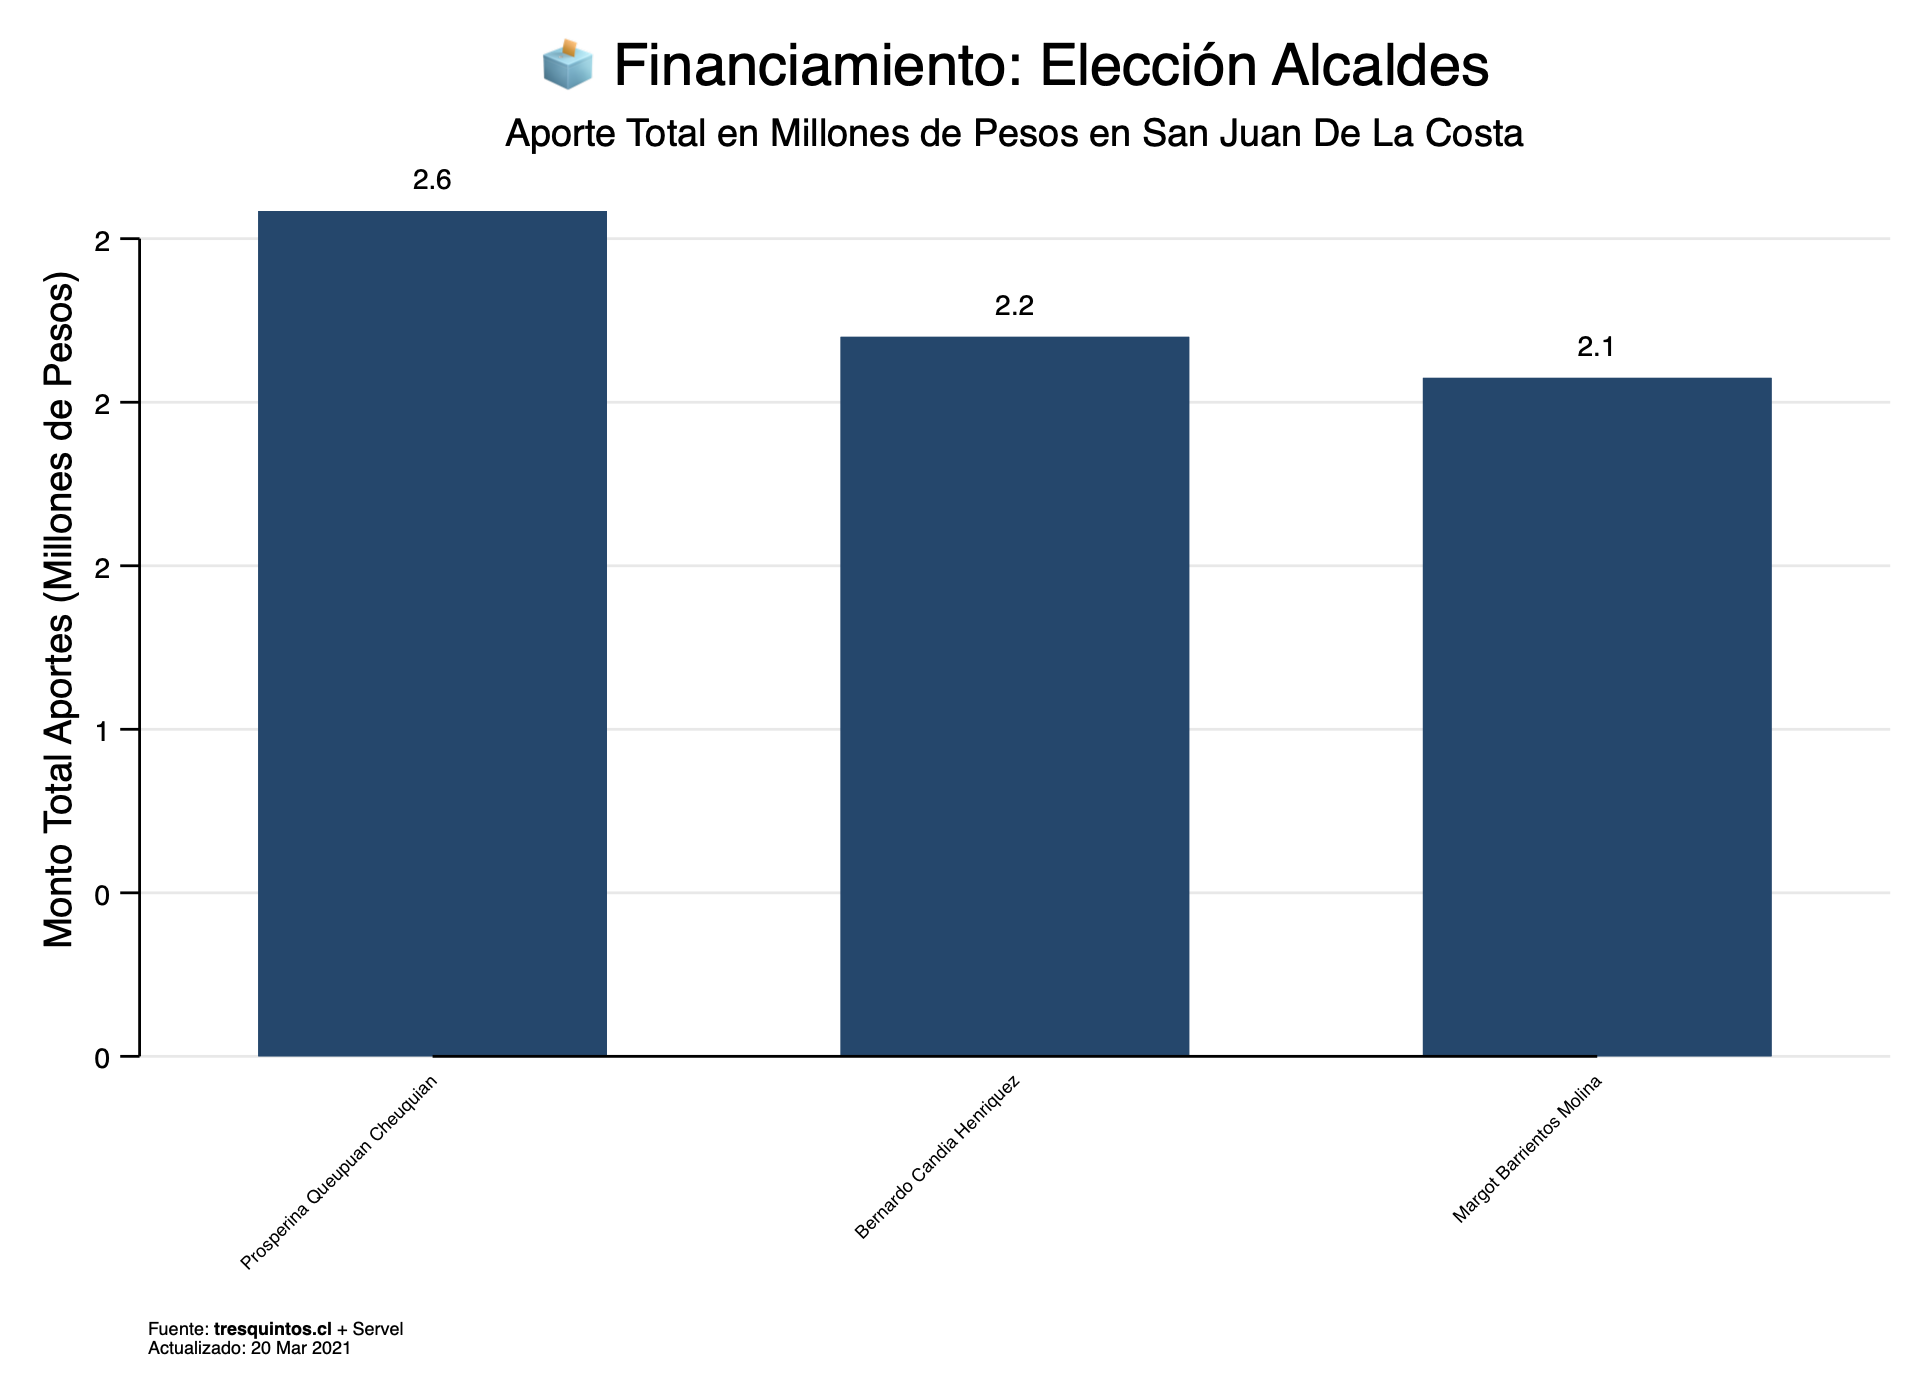 Financiamiento: Elección Alcaldes
Aporte Total en Millones de Pesos en San Juan De La Costa
Monto Total Aportes (Millones de Pesos)
2
2
2
1
0
0
2.6
2.2
2.1
Prosperina Queupuan Cheuquian
Bernardo Candia Henriquez
Margot Barrientos Molina
Fuente: tresquintos.cl + Servel
Actualizado: 20 Mar 2021